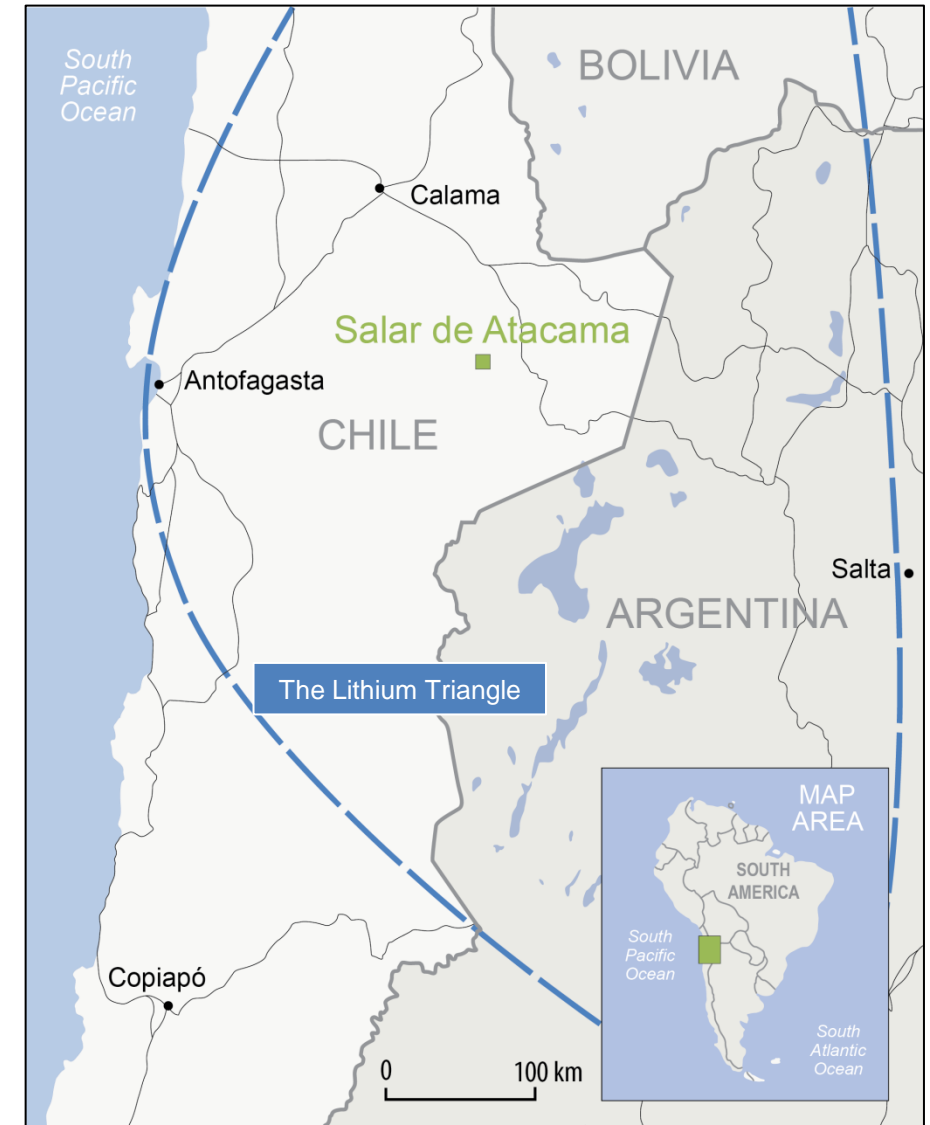 South
Pacific
Ocean
BOLIVIA
Calama
Salar de Atacama
Antofagasta
CHILE
Salta
ARGENTINA
The Lithium Triangle
MAP
AREA
SOUTH
AMERICA
South
Pacific
Ocean
Copiapó
South
Atlantic
Ocean
0 100 km